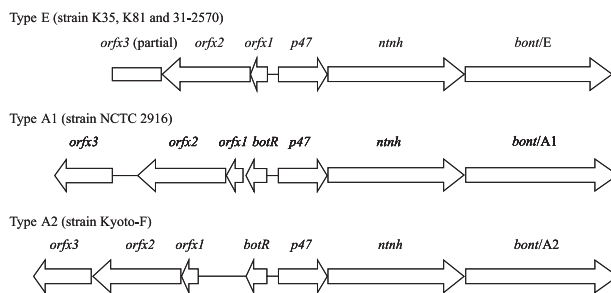 Type E (strain K35, K81 and 31-2570)
orfx3 (partial) orfx2 orfx1 p47 ntnh bont/E
Type A1 (strain NCTC 2916)
orfx3 orfx2 orfx1 botR p47 ntnh bont/A1
Type A2 (strain Kyoto-F)
orfx3 orfx2 orfx1 botR p47 ntnh bont/A2